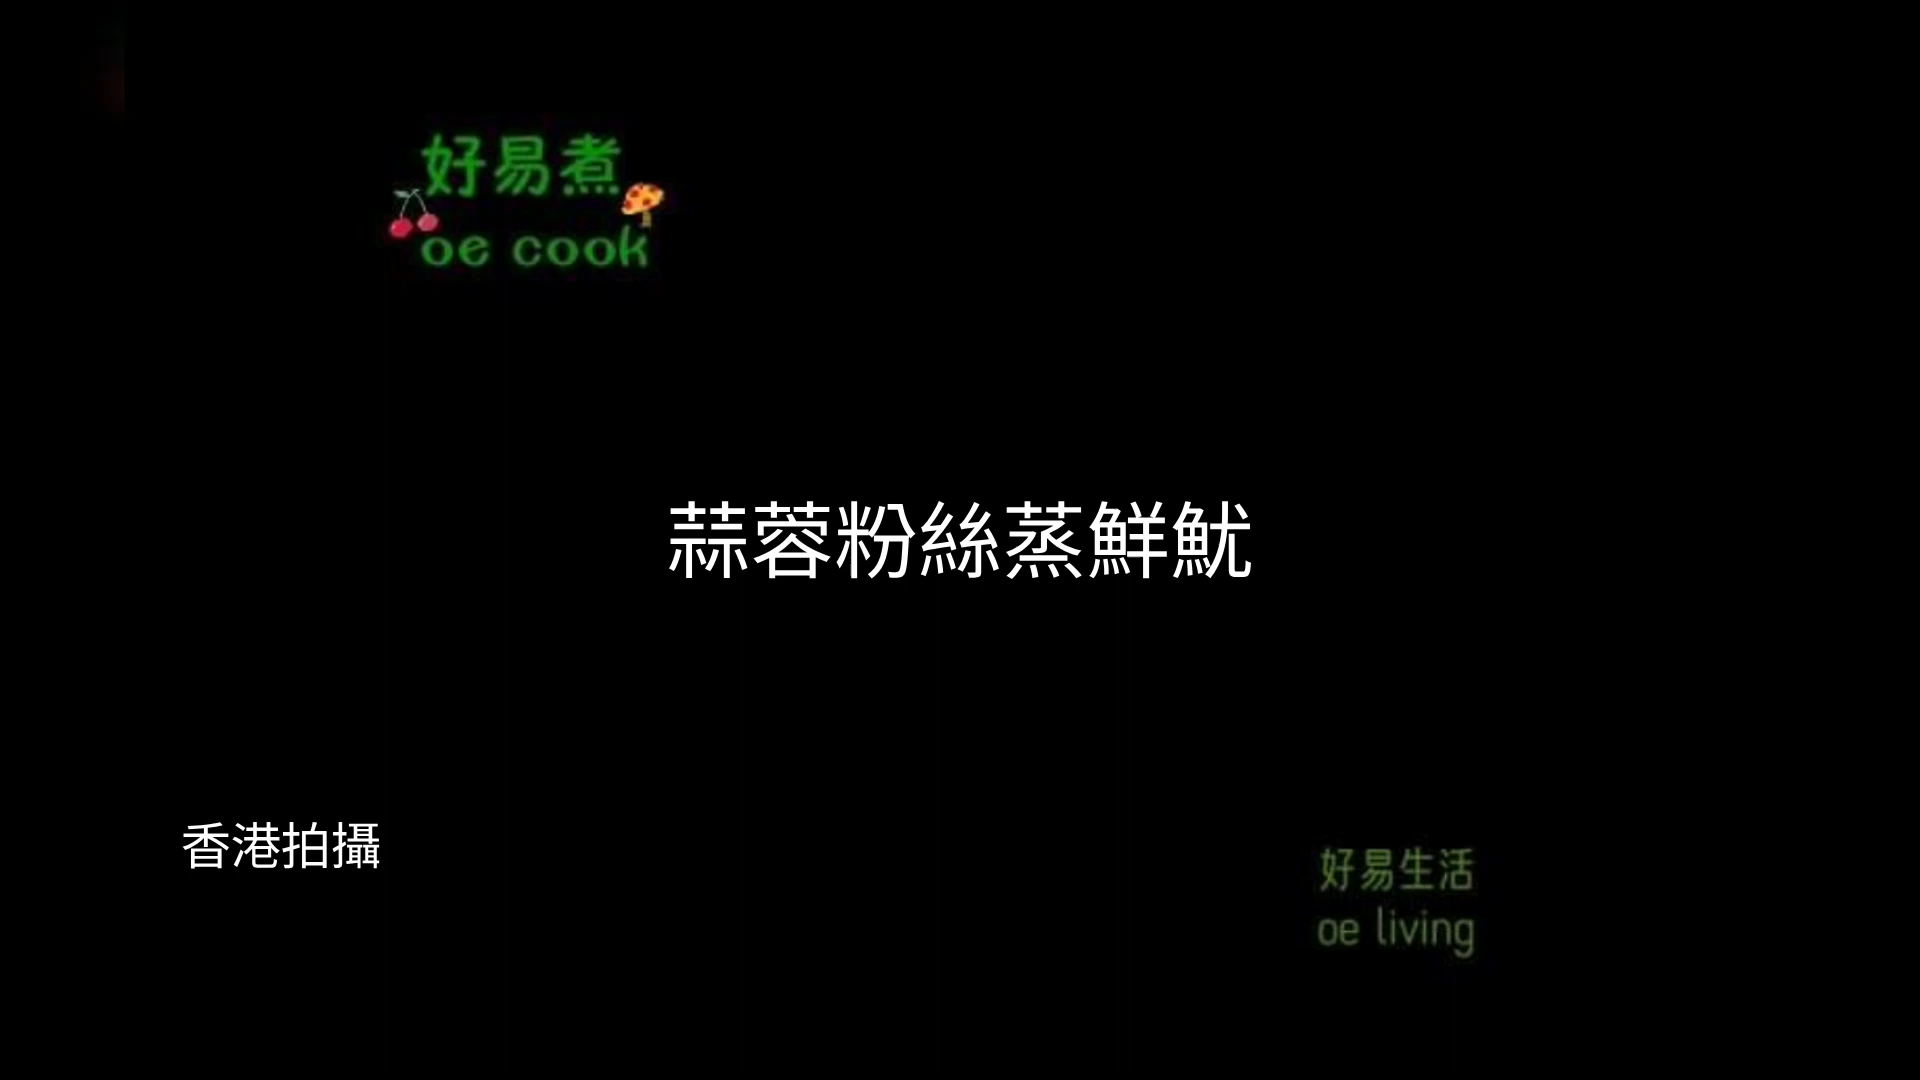 好易煮
oe cook
蒜蓉粉絲蒸鮮魷
香港拍攝
好易生活
oe living